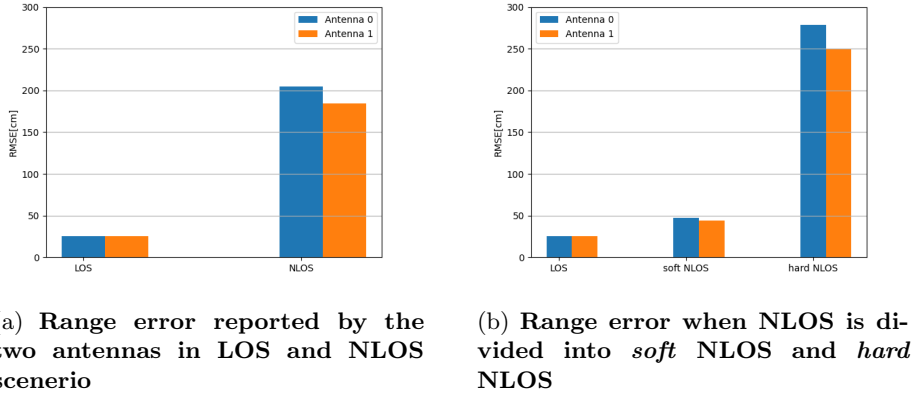 300
250
200
150
100
50
0
RMSE[cm]
Antenna 0
Antenna 1
LOS
NLOS
300
250
200
150
100
50
0
RMSE[cm]
Antenna 0
Antenna 1
LOS
soft NLOS
hard NLOS
a) Range error reported by the
two antennas in LOS and NLOS
scenerio
(b) Range error when NLOS is di-
vided into soft NLOS and hard
NLOS